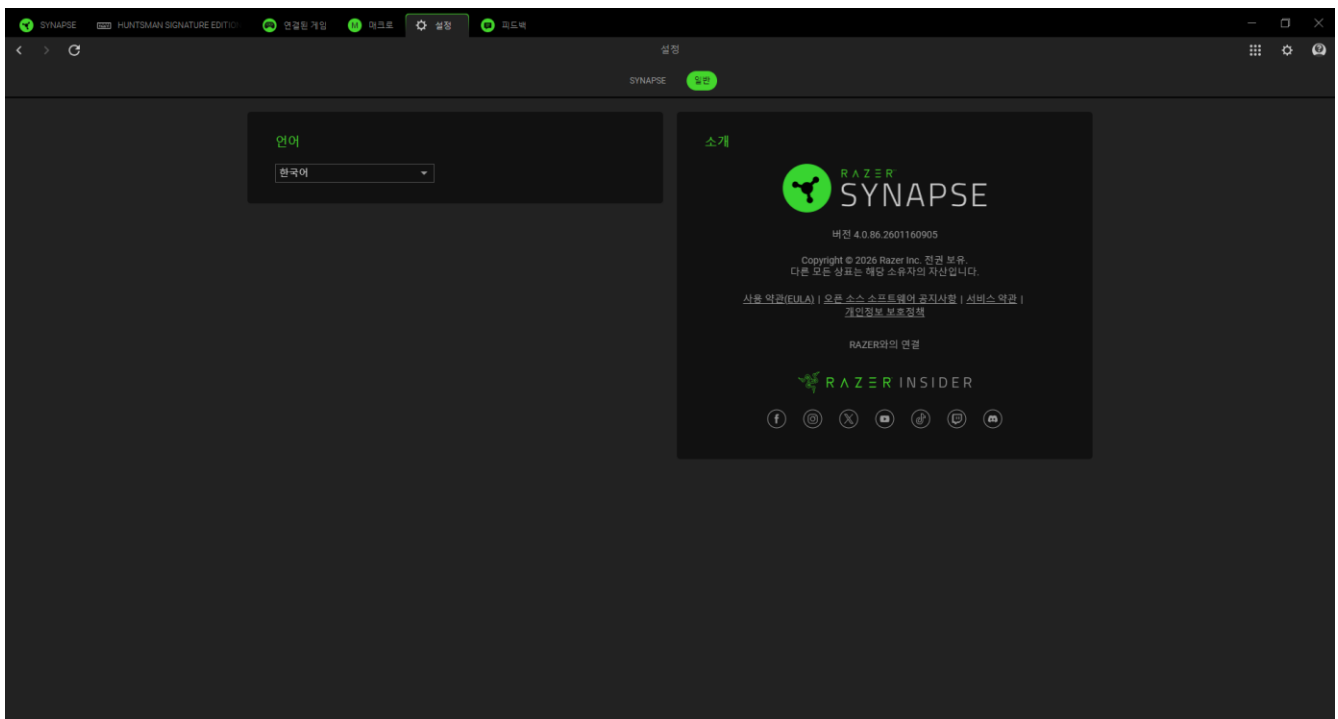 SYNAPSE HUNTSMAN SIGNATURE EDITION 연결된 게임 M 매크로 설정 피드백
설정
SYNAPSE 일반
언어
한국어
소개
RAZER
SYNAPSE
버전 4.0.86.2601160905
Copyright © 2026 Razer Inc. 전권 보유.
다른 모든 상표는 해당 소유자의 자산입니다.
사용 약관(EULA) | 오픈 소스 소프트웨어 공지사항 | 서비스 약관 |
개인정보 보호정책
RAZER와의 연결
RAZER INSIDER